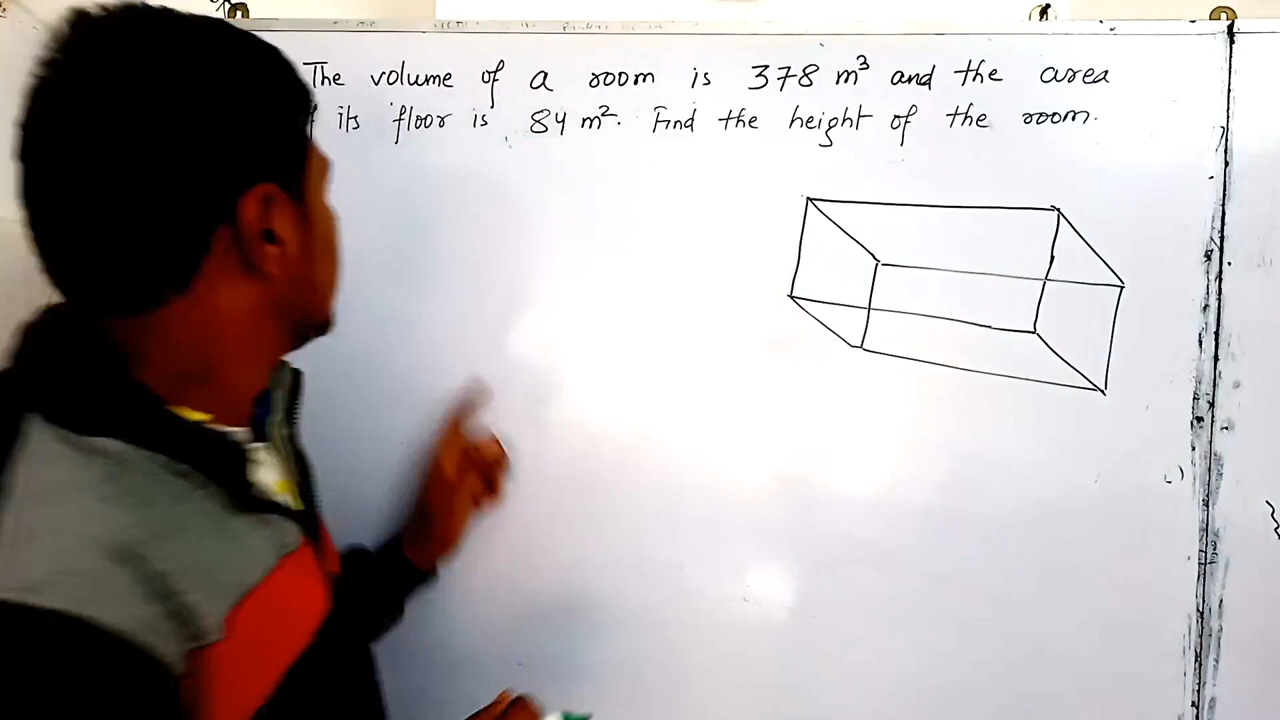 The volume of a room is 378 m³ and the area
its floor is 84 m². Find the height of the room.